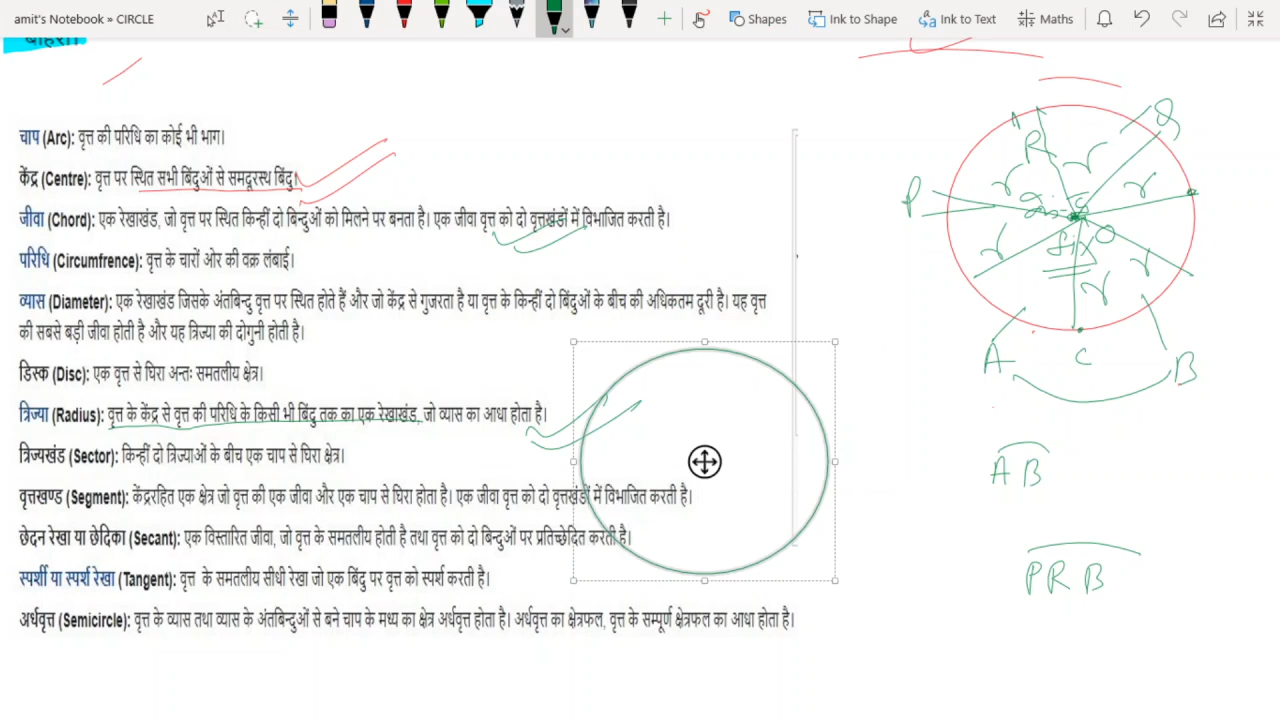 amit's Notebook » CIRCLE
Shapes
Ink to Shape
Ink to Text
Maths
बाहरी
चाप (Arc): वृत्त की परिधि का कोई भी भाग।
केंद्र (Centre): वृत्त पर स्थित सभी बिंदुओं से समदूरस्थ बिंदु।
जीवा (Chord): एक रेखाखंड, जो वृत्त पर स्थित किन्हीं दो बिन्दुओं को मिलने पर बनता है। एक जीवा वृत्त को दो वृत्तखंडों में विभाजित करती है।
परिधि (Circumfrence): वृत्त के चारों ओर की वक्र लंबाई।
व्यास (Diameter): एक रेखाखंड जिसके अंतबिन्दु वृत्त पर स्थित होते हैं और जो केंद्र से गुजरता है या वृत्त के किन्हीं दो बिंदुओं के बीच की अधिकतम दूरी है। यह वृत्त
की सबसे बड़ी जीवा होती है और यह त्रिज्या की दोगुनी होती है।
डिस्क (Disc): एक वृत्त से घिरा अन्तः समतलीय क्षेत्र।
त्रिज्या (Radius): वृत्त के केंद्र से वृत्त की परिधि के किसी भी बिंदु तक का एक रेखाखंड, जो व्यास का आधा होता है।
त्रिज्यखंड (Sector): किन्हीं दो त्रिज्याओं के बीच एक चाप से घिरा क्षेत्र।
वृत्तखण्ड (Segment): केंद्ररहित एक क्षेत्र जो वृत्त की एक जीवा और एक चाप से घिरा होता है। एक जीवा वृत्त को दो वृत्तखंडों में विभाजित करती है।
छेदन रेखा या छेदिका (Secant): एक विस्तारित जीवा, जो वृत्त के समतलीय होती है तथा वृत्त को दो बिन्दुओं पर प्रतिच्छेदित करती है।
स्पर्शी या स्पर्श रेखा (Tangent): वृत्त के समतलीय सीधी रेखा जो एक बिंदु पर वृत्त को स्पर्श करती है।
अर्धवृत्त (Semicircle): वृत्त के व्यास तथा व्यास के अंतबिन्दुओं से बने चाप के मध्य का क्षेत्र अर्धवृत्त होता है। अर्धवृत्त का क्षेत्रफल, वृत्त के सम्पूर्ण क्षेत्रफल का आधा होता है।
R
r
r
r
P
O
fix
r
r
r
A
C
B
A B
P R B